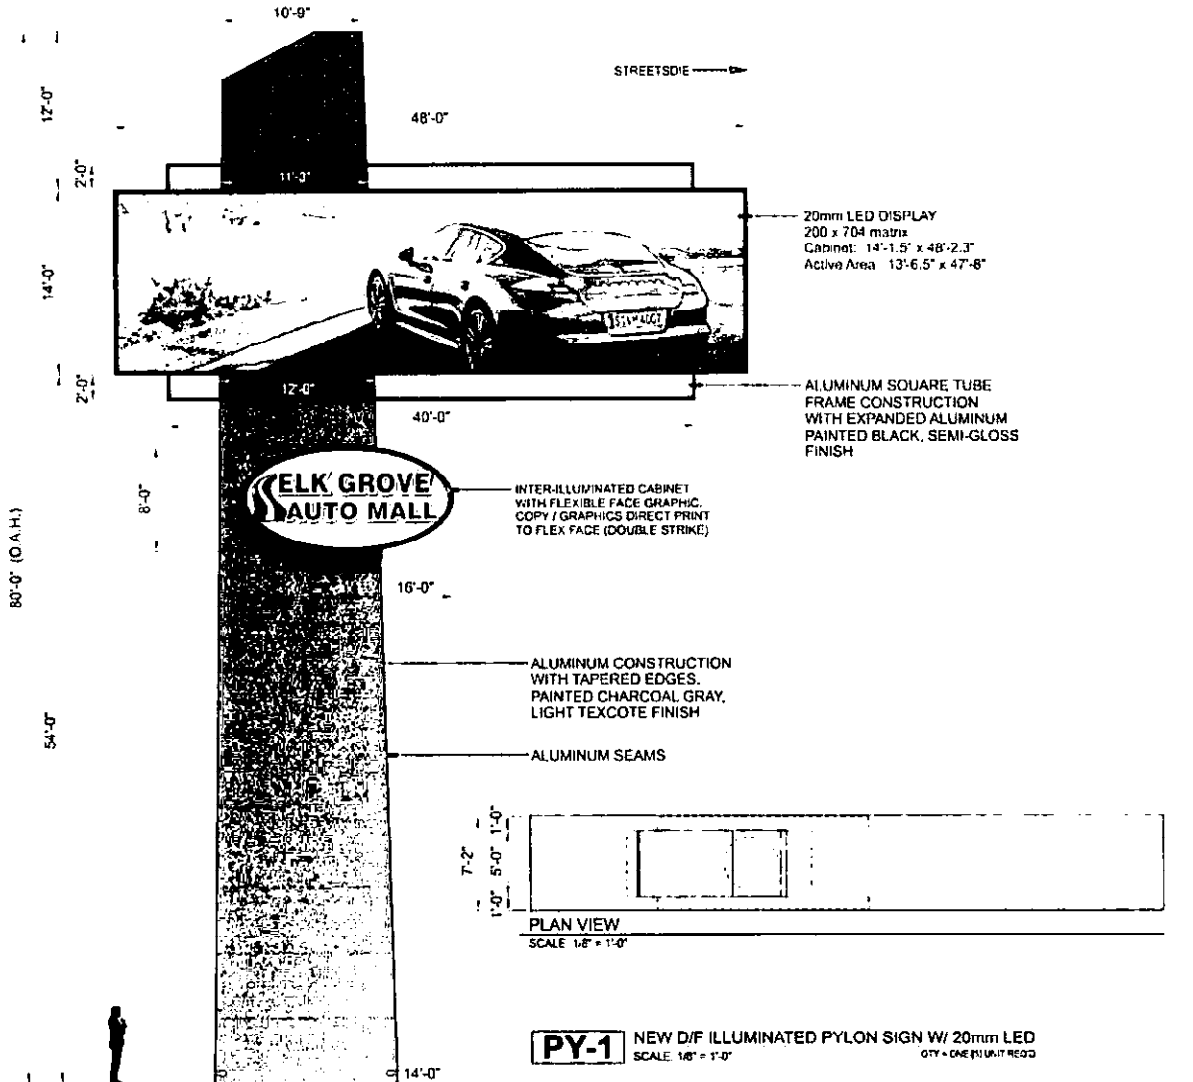 10'-9"
STREETSDIE
12'-0"
48'-0"
2'-0"
11'-3"
20mm LED DISPLAY
200 x 704 matrix
Cabinet: 14'-1.5" x 48'-2.3"
Active Area 13'-6.5" x 47'-8"
14'-0"
2'-0"
12'-0"
40'-0"
ALUMINUM SQUARE TUBE
FRAME CONSTRUCTION
WITH EXPANDED ALUMINUM
PAINTED BLACK, SEMI-GLOSS
FINISH
8'-0"
ELK GROVE
AUTO MALL
INTER-ILLUMINATED CABINET
WITH FLEXIBLE FACE GRAPHIC.
COPY / GRAPHICS DIRECT PRINT
TO FLEX FACE (DOUBLE STRIKE)
80'-0" (O.A.H.)
16'-0"
ALUMINUM CONSTRUCTION
WITH TAPERED EDGES.
PAINTED CHARCOAL GRAY,
LIGHT TEXCOTE FINISH
54'-0"
ALUMINUM SEAMS
7'-2"
1'-0"
5'-0"
1'-0"
PLAN VIEW
SCALE 1/8" = 1'-0"
PY-1
NEW D/F ILLUMINATED PYLON SIGN W/ 20mm LED
SCALE 1/8" = 1'-0"
14'-0"